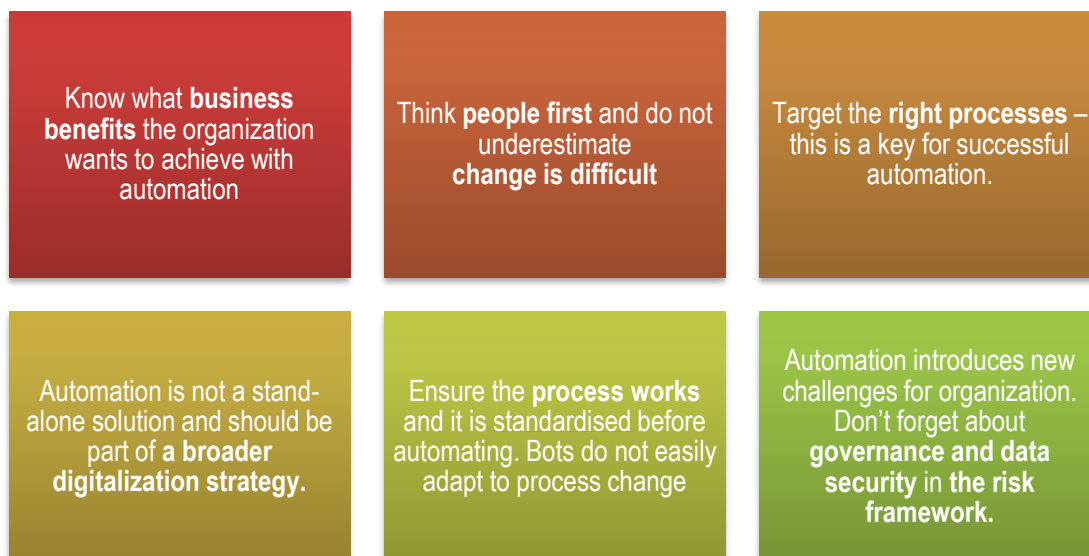 Know what business
benefits the organization
wants to achieve with
automation
Think people first and do not
underestimate
change is difficult
Target the right processes –
this is a key for successful
automation.
Automation is not a stand-
alone solution and should be
part of a broader
digitalization strategy.
Ensure the process works
and it is standardised before
automating. Bots do not easily
adapt to process change
Automation introduces new
challenges for organization.
Don’t forget about
governance and data
security in the risk
framework.